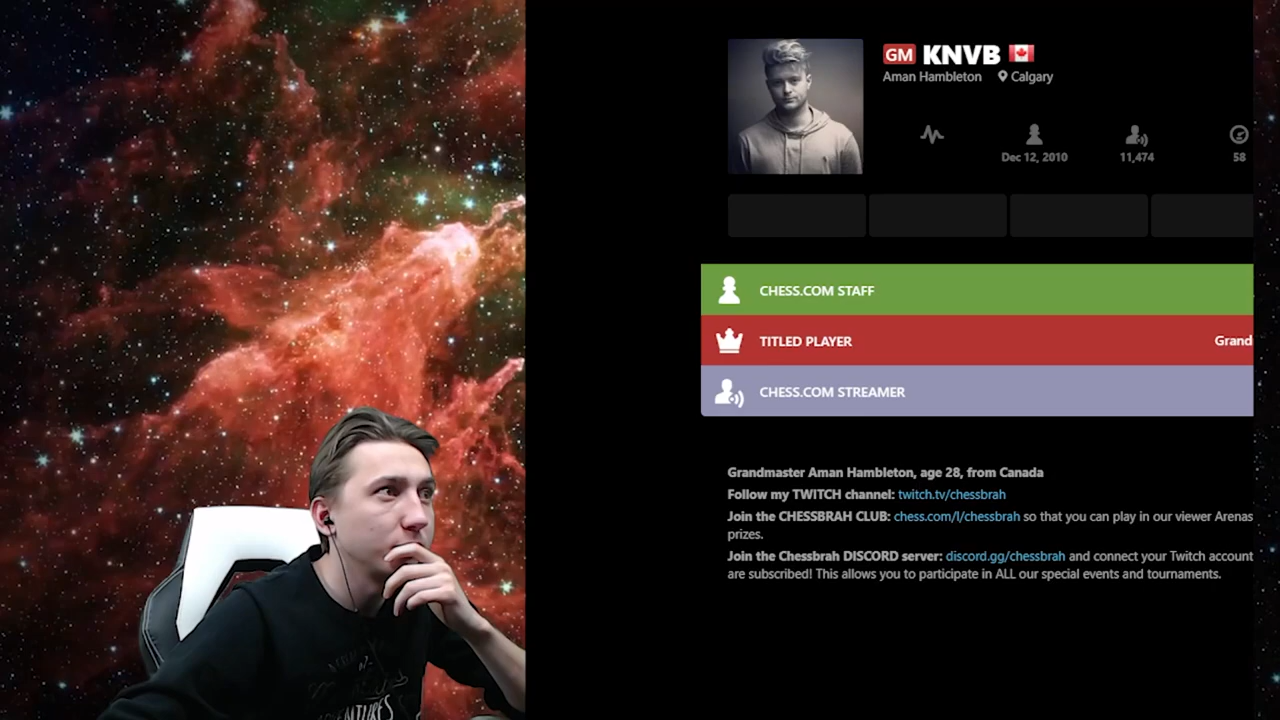 GM KNVB
Aman Hambleton Calgary
Dec 12, 2010 11,474 58
CHESS.COM STAFF
TITLED PLAYER Grand
CHESS.COM STREAMER
Grandmaster Aman Hambleton, age 28, from Canada
Follow my TWITCH channel: twitch.tv/chessbrah
Join the CHESSBRAH CLUB: chess.com/l/chessbrah so that you can play in our viewer Arenas
prizes.
Join the Chessbrah DISCORD server: discord.gg/chessbrah and connect your Twitch account
are subscribed! This allows you to participate in ALL our special events and tournaments.